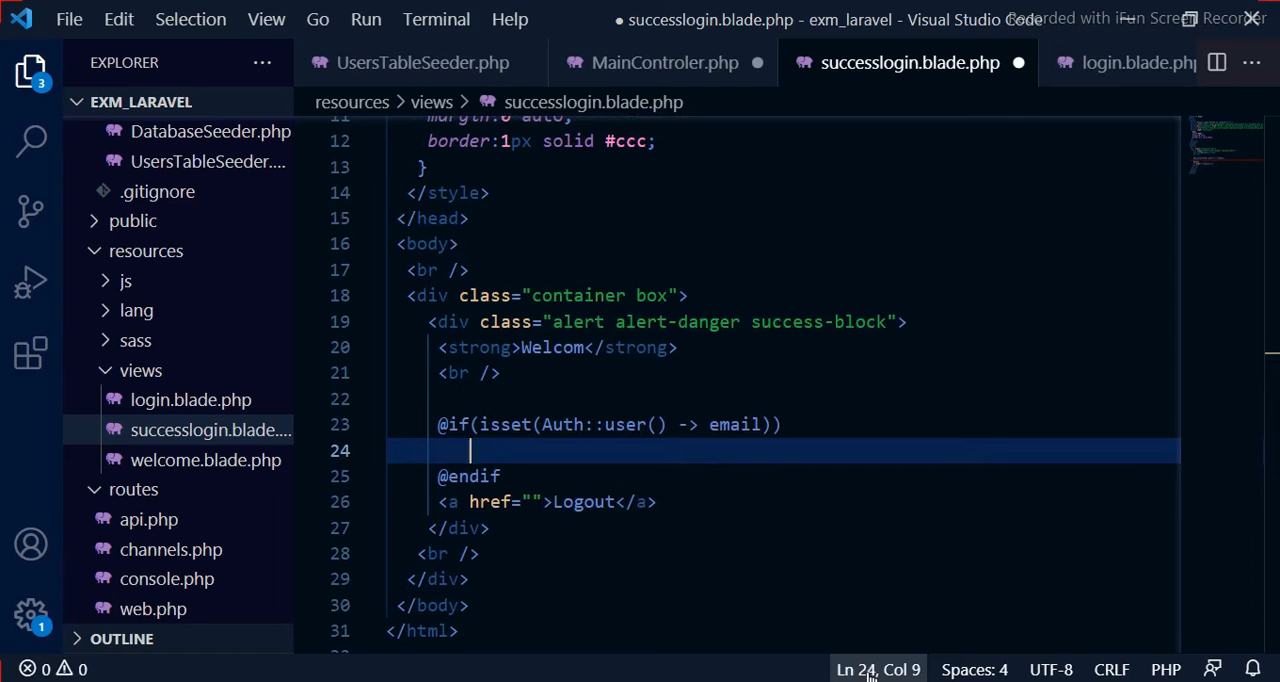 File Edit Selection View Go Run Terminal Help
● successlogin.blade.php - exm_laravel - Visual Studio Code
Recorded with iFun Screen Recorder
EXPLORER ···
UsersTableSeeder.php MainControler.php successlogin.blade.php login.blade.php
EXM_LARAVEL
resources > views > successlogin.blade.php
DatabaseSeeder.php
UsersTableSeeder....
.gitignore
public
resources
js
lang
sass
views
login.blade.php
successlogin.blade....
welcome.blade.php
routes
api.php
channels.php
console.php
web.php
OUTLINE
3
1
11 margin:0 auto;
12 border:1px solid #ccc;
13 }
14 </style>
15 </head>
16 <body>
17 <br />
18 <div class="container box">
19 <div class="alert alert-danger success-block">
20 <strong>Welcom</strong>
21 <br />
22
23 @if(isset(Auth::user() -> email))
24
25 @endif
26 <a href="">Logout</a>
27 </div>
28 <br />
29 </div>
30 </body>
31 </html>
0 0 Ln 24, Col 9 Spaces: 4 UTF-8 CRLF PHP